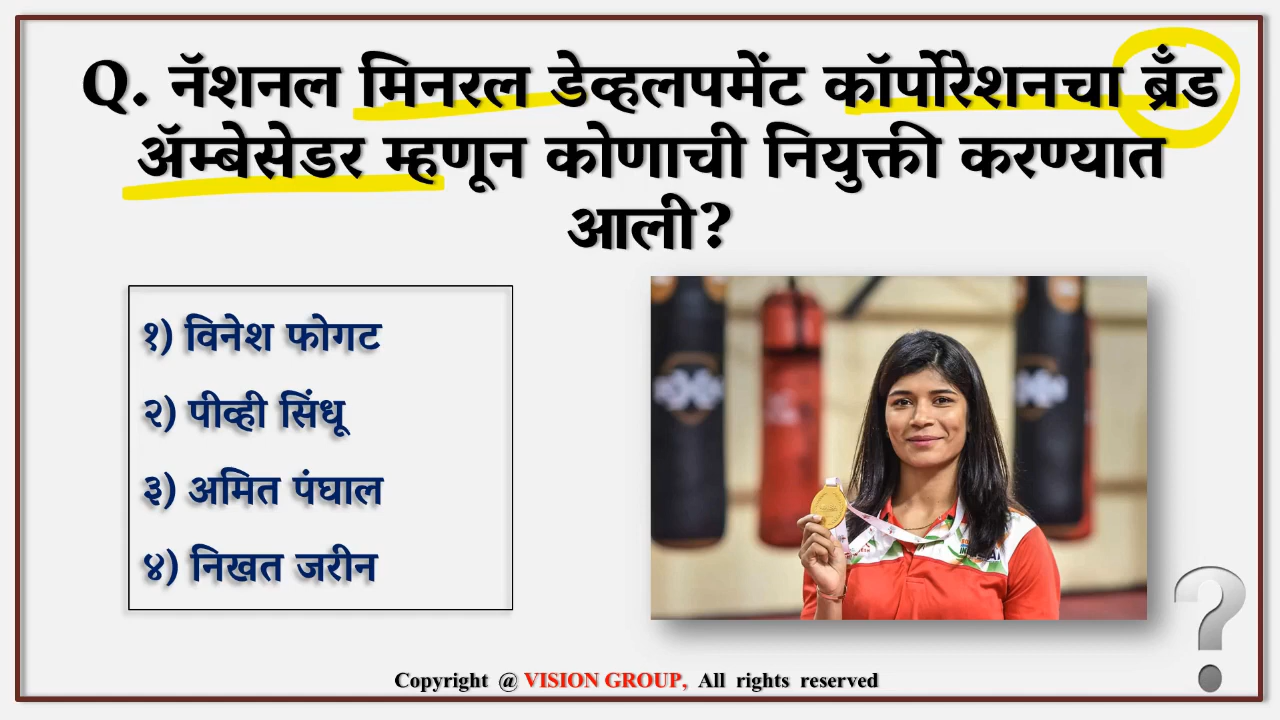 Q. नॅशनल मिनरल डेव्हलपमेंट कॉर्पोरेशनचा ब्रँड
ॲम्बेसेडर म्हणून कोणाची नियुक्ती करण्यात
आली?
१) विनेश फोगट
२) पीव्ही सिंधू
३) अमित पंघाल
४) निखत जरीन
?
Copyright @ VISION GROUP, All rights reserved